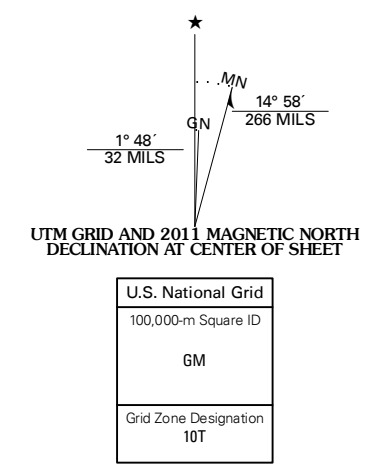 ★
MN
GN
14° 58´
266 MILS
1° 48´
32 MILS
UTM GRID AND 2011 MAGNETIC NORTH
DECLINATION AT CENTER OF SHEET
U.S. National Grid
100,000-m Square ID
GM
Grid Zone Designation
10T